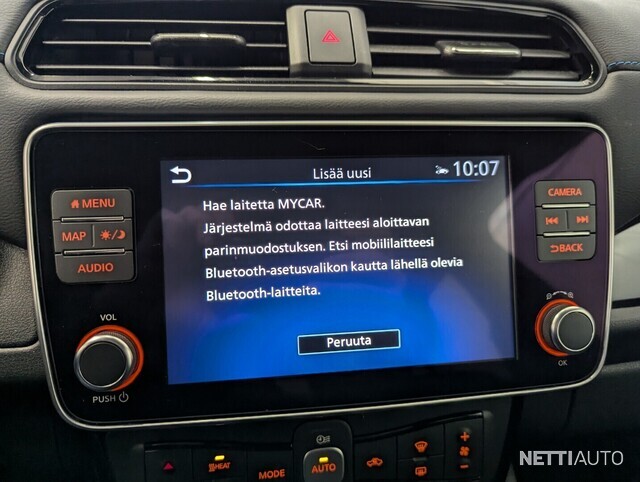 Lisää uusi
10:07
Hae laitetta MYCAR.
Järjestelmä odottaa laitteesi aloittavan
parinmuodostuksen. Etsi mobiililaitteesi
Bluetooth-asetusvalikon kautta lähellä olevia
Bluetooth-laitteita.
Peruuta
MENU
MAP
AUDIO
VOL
PUSH
CAMERA
BACK
OK
HEAT
MODE
AUTO
NETTIAUTO